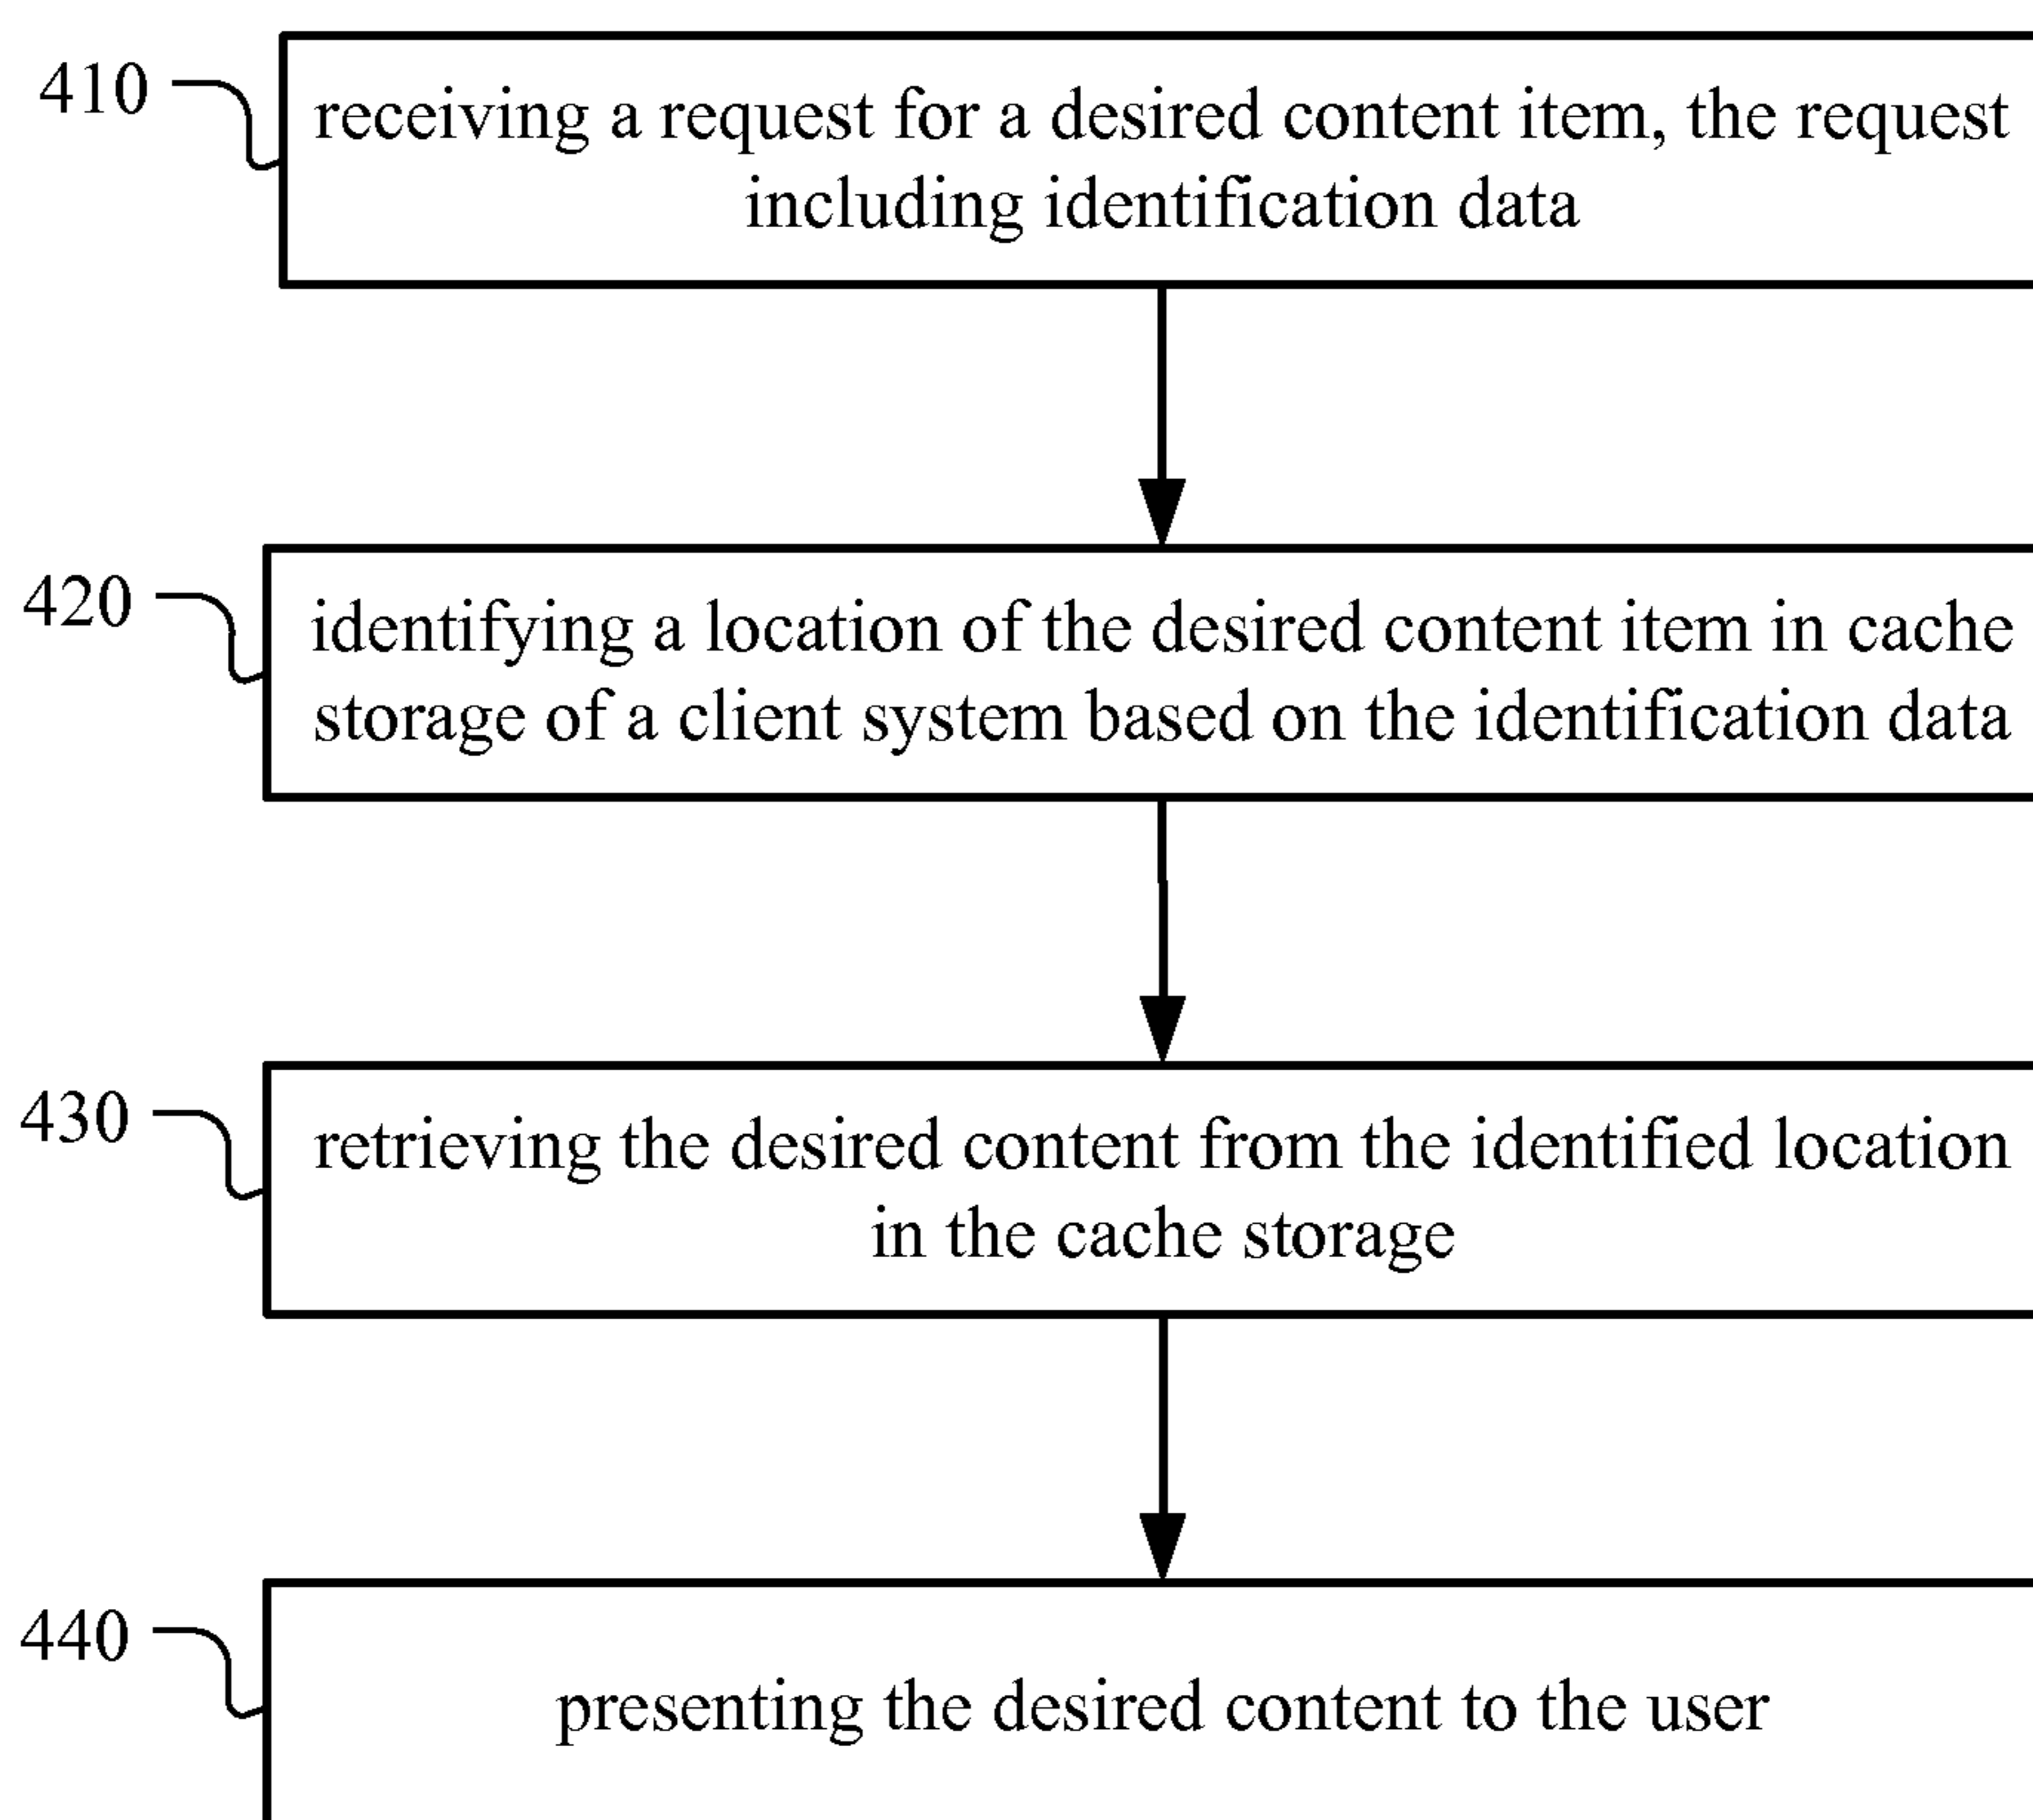 410
receiving a request for a desired content item, the request
including identification data
420
identifying a location of the desired content item in cache
storage of a client system based on the identification data
430
retrieving the desired content from the identified location
in the cache storage
440
presenting the desired content to the user